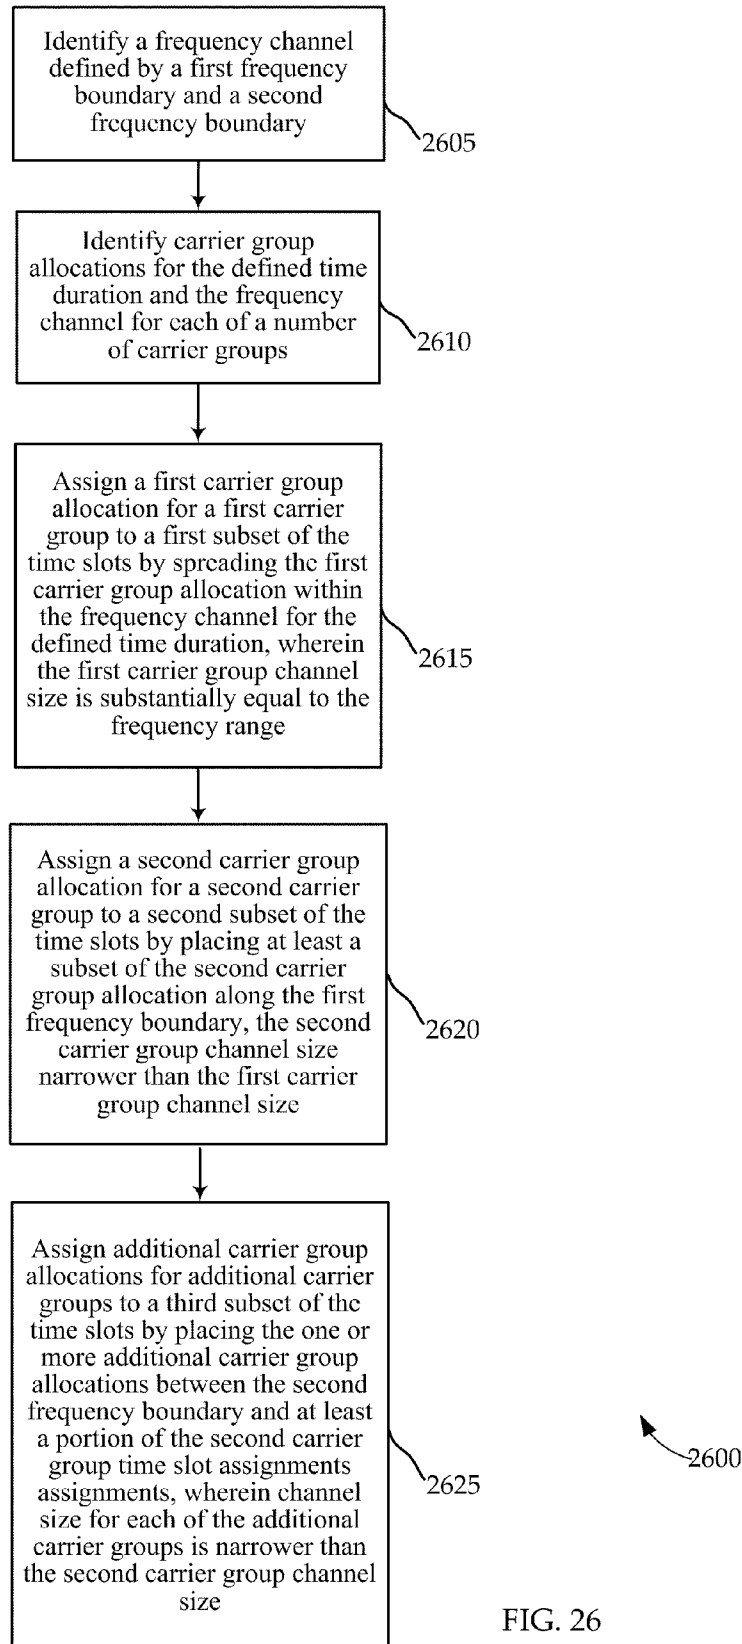 Identify a frequency channel
defined by a first frequency
boundary and a second
frequency boundary
2605
Identify carrier group
allocations for the defined time
duration and the frequency
channel for each of a number
of carrier groups
2610
Assign a first carrier group
allocation for a first carrier
group to a first subset of the
time slots by spreading the first
carrier group allocation within
the frequency channel for the
defined time duration, wherein
the first carrier group channel
size is substantially equal to the
frequency range
2615
Assign a second carrier group
allocation for a second carrier
group to a second subset of the
time slots by placing at least a
subset of the second carrier
group allocation along the first
frequency boundary, the second
carrier group channel size
narrower than the first carrier
group channel size
2620
Assign additional carrier group
allocations for additional carrier
groups to a third subset of the
time slots by placing the one or
more additional carrier group
allocations between the second
frequency boundary and at least
a portion of the second carrier
group time slot assignments
assignments, wherein channel
size for each of the additional
carrier groups is narrower than
the second carrier group channel
size
2625
2600
FIG. 26